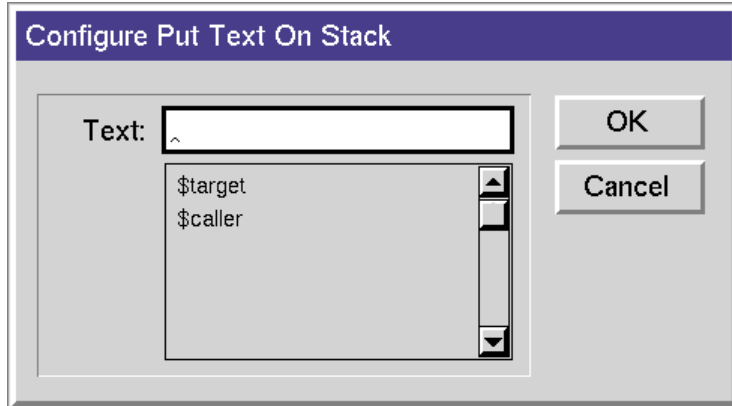 Configure Put Text On Stack
Text:
OK
$target
Cancel
$caller